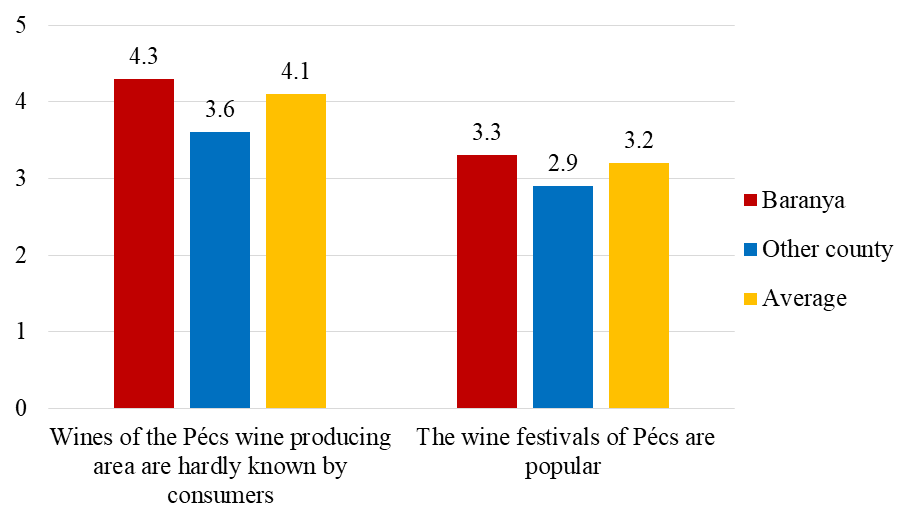 5
4
3
2
1
0
4.3
3.6
4.1
3.3
2.9
3.2
Wines of the Pécs wine producing
area are hardly known by
consumers
The wine festivals of Pécs are
popular
Baranya
Other county
Average